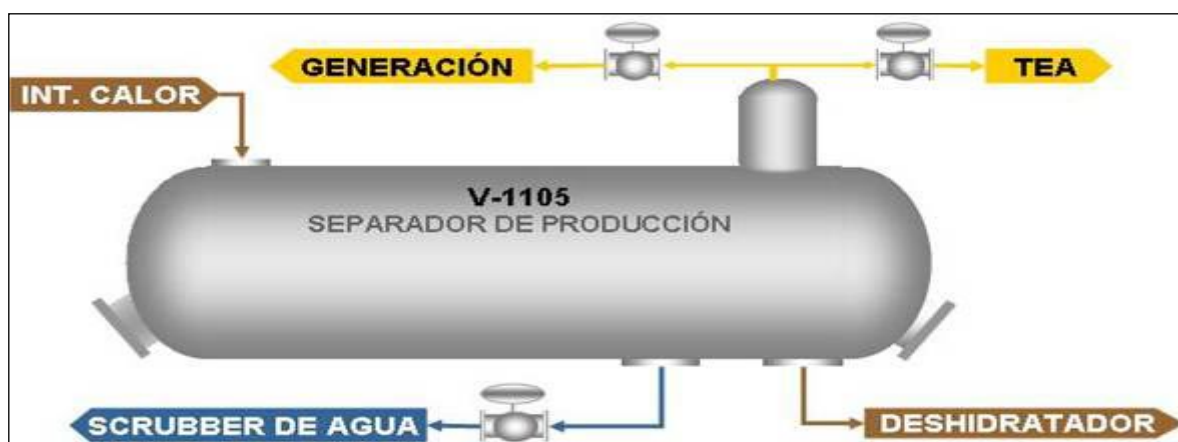 GENERACIÓN
TEA
INT. CALOR
V-1105
SEPARADOR DE PRODUCCIÓN
SCRUBBER DE AGUA
DESHIDRATADOR